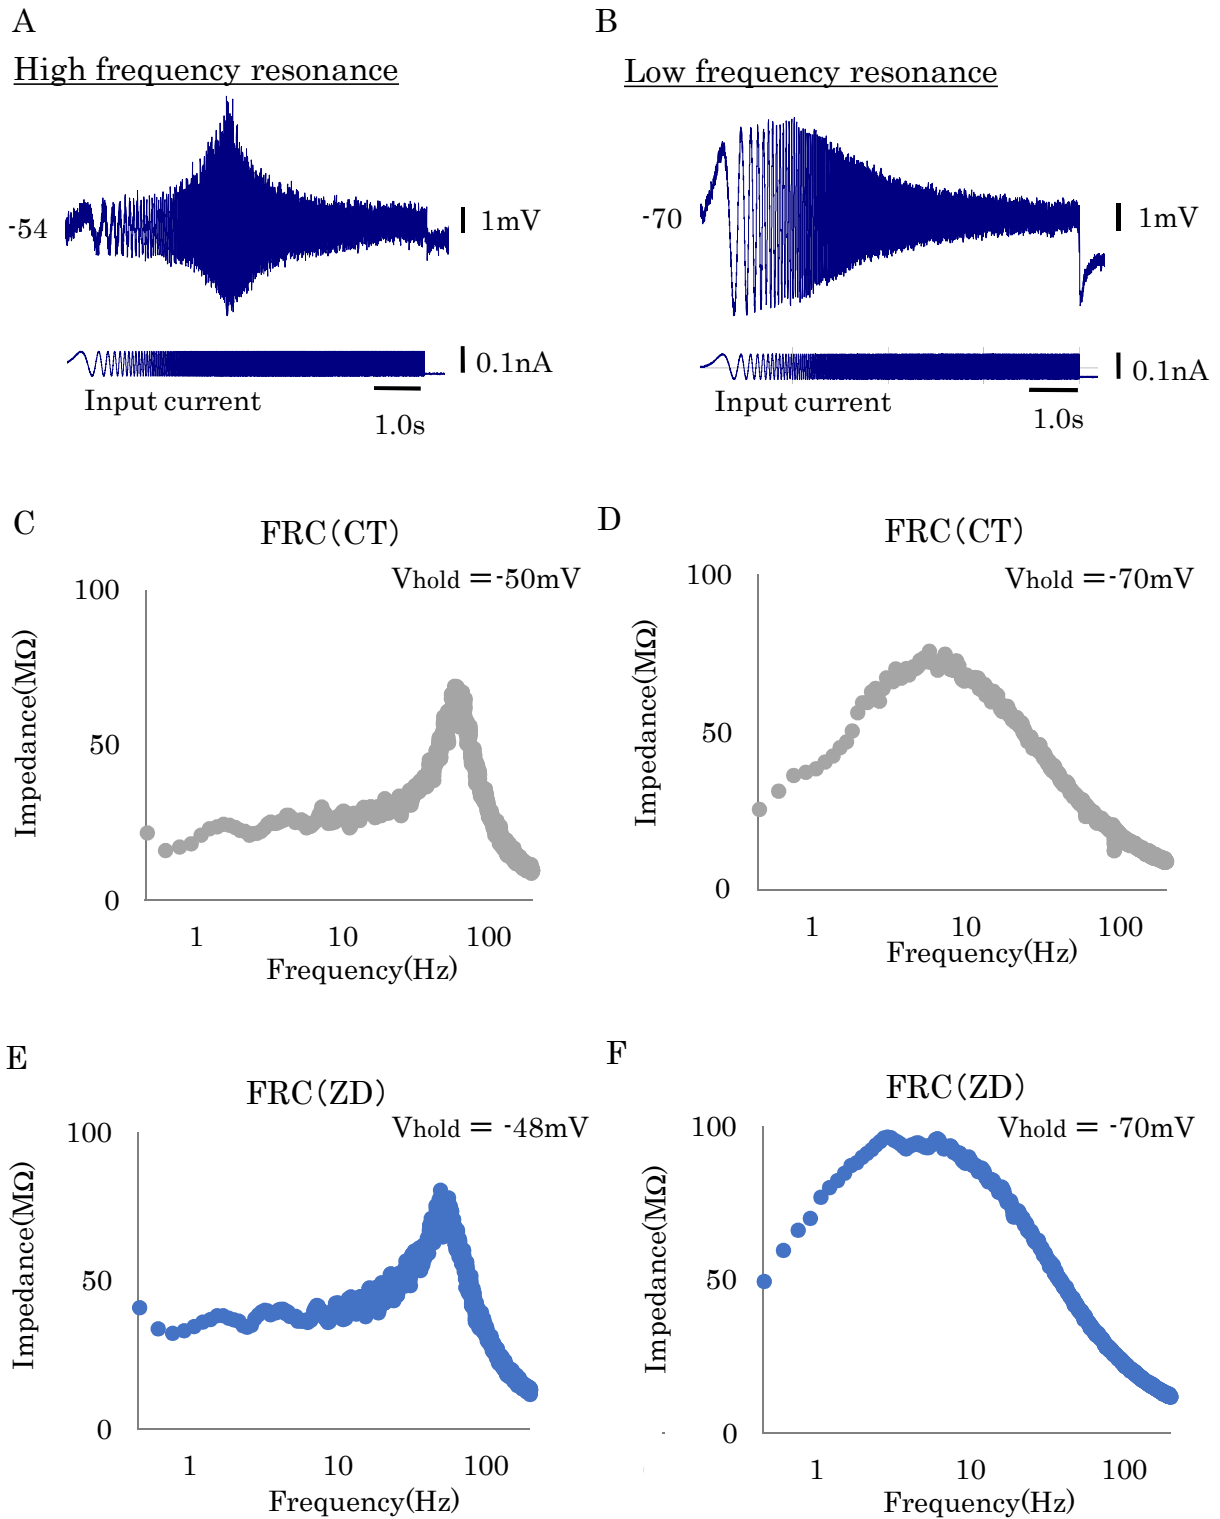 A
High frequency resonance
-54
1mV
0.1nA
Input current
1.0s
B
Low frequency resonance
-70
1mV
0.1nA
Input current
1.0s
C
FRC(CT)
Vhold = -50mV
100
50
0
Impedance(MΩ)
1 10 100
Frequency(Hz)
D
FRC(CT)
Vhold = -70mV
100
50
0
Impedance(MΩ)
1 10 100
Frequency(Hz)
E
FRC(ZD)
Vhold = -48mV
100
50
0
Impedance(MΩ)
1 10 100
Frequency(Hz)
F
FRC(ZD)
Vhold = -70mV
100
50
0
Impedance(MΩ)
1 10 100
Frequency(Hz)